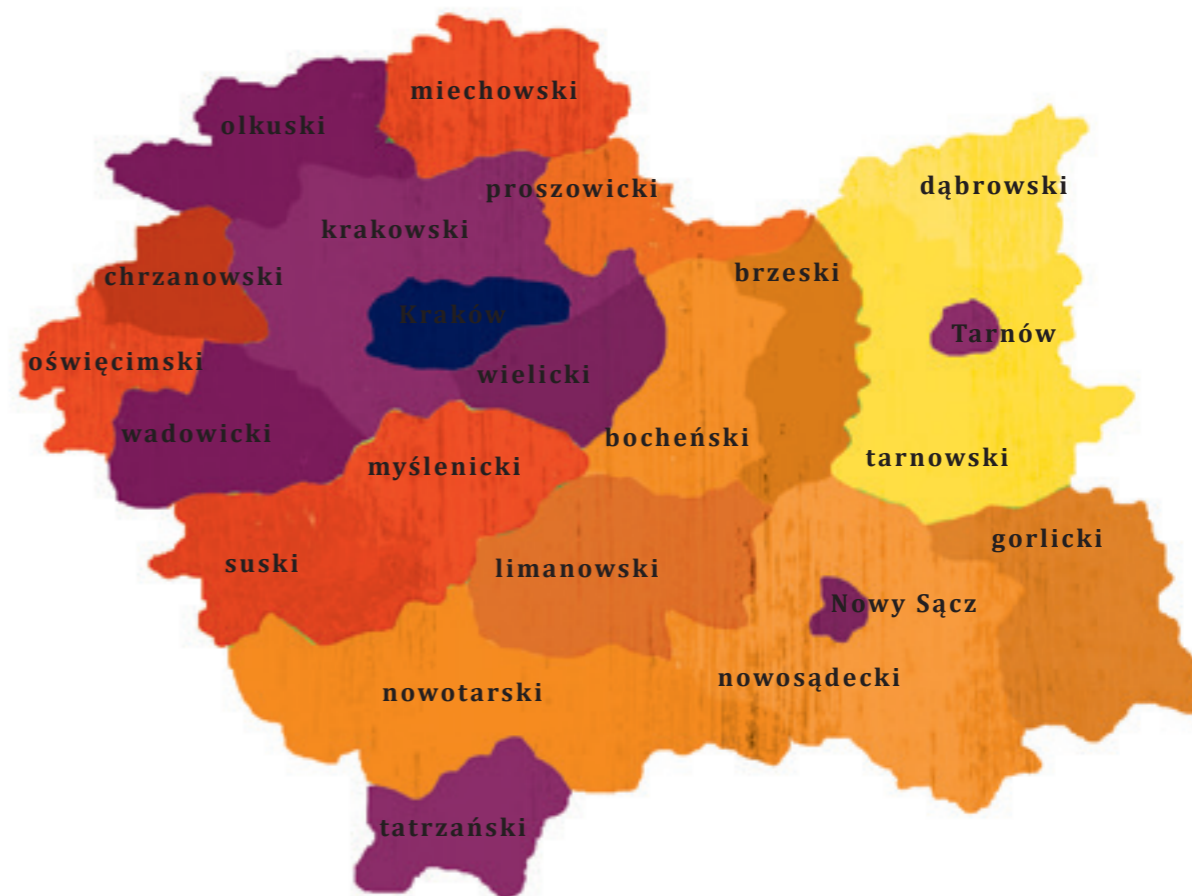 miechowski
olkuski
proszowicki
dąbrowski
krakowski
chrzanowski
brzeski
Kraków
Tarnów
oświęcimski
wielicki
wadowicki
bocheński
myślenicki
tarnowski
gorlicki
suski
limanowski
Nowy Sącz
nowosądecki
nowotarski
tatrzański